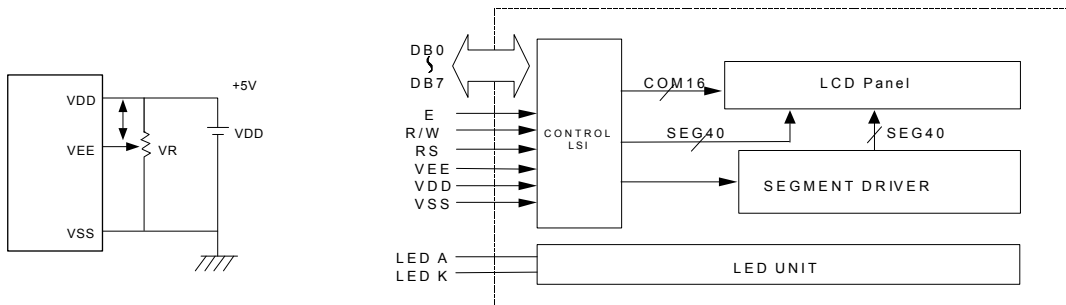 +5V
VDD
VDD
VEE
VR
VSS
DB0
DB7
E
R/W
RS
VEE
VDD
VSS
CONTROL
LSI
COM16
LCD Panel
SEG40
SEG40
SEGMENT DRIVER
LED A
LED K
LED UNIT